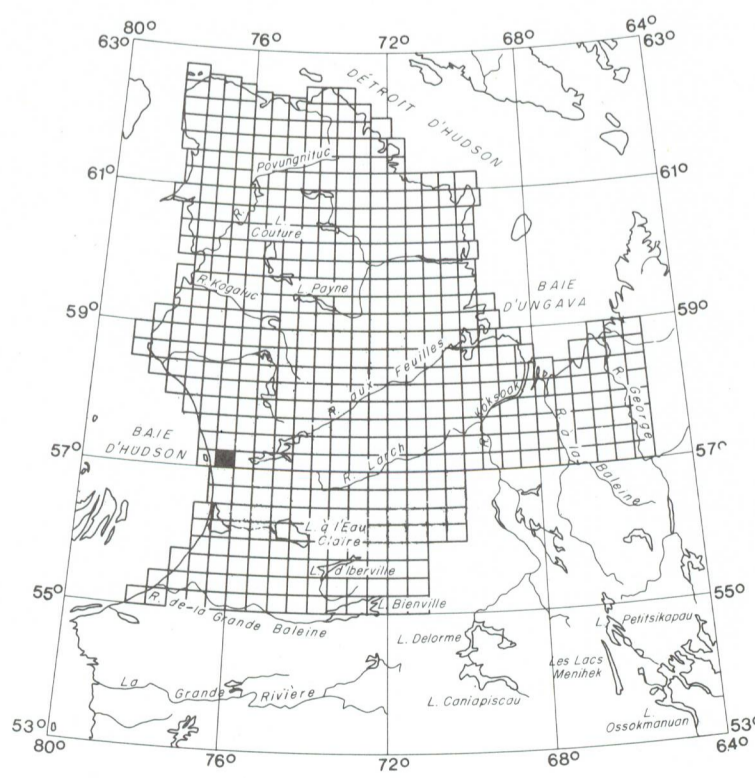 80° 76° 72° 68° 64°
63° 63°
DÉTROIT D'HUDSON
61° 61°
R. Povungnituc
L. Couture
R. Kogaluc
L. Payne
BAIE
D'UNGAVA
59° 59°
R. aux Feuilles
R. Koksoak
R. à la Baleine
R. George
BAIE
D'HUDSON
57° 57°
R. Larch
L. à l'Eau
Claire
L. d'Iberville
55° 55°
R. de-la Grande Baleine
L. Bienville
L. Delorme
L. Petitsikapau
Les Lacs
Menihek
La Grande Rivière
L. Caniapiscau
L.
Ossokmanuan
53° 53°
80° 76° 72° 68° 64°